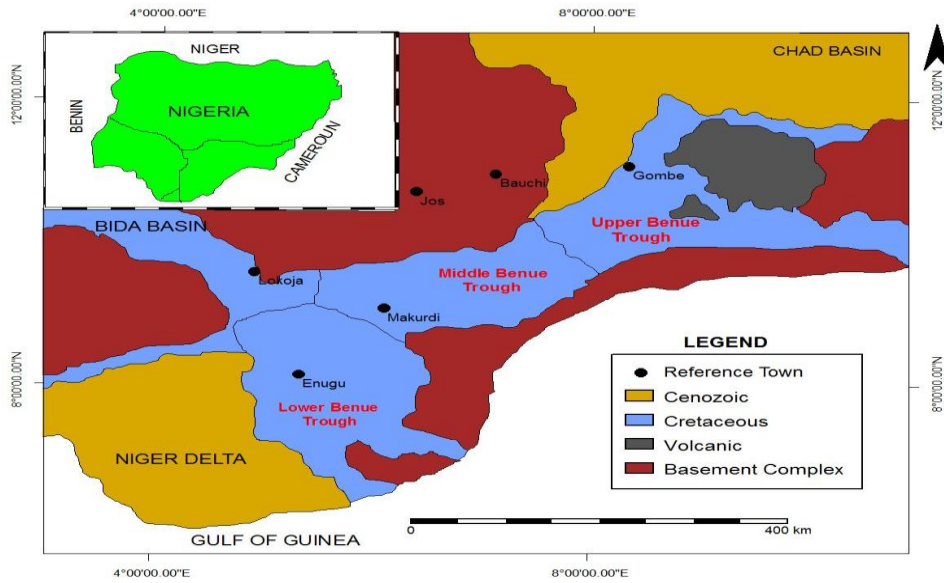 4°00'00.00"E
8°00'00.00"E
NIGER
NIGERIA
BENIN
CAMEROUN
CHAD BASIN
12°00'00.00"N
12°00'00.00"N
Bauchi
Jos
Gombe
BIDA BASIN
Upper Benue
Trough
Lokoja
Middle Benue
Trough
Makurdi
8°00'00.00"N
8°00'00.00"N
Enugu
Lower Benue
Trough
NIGER DELTA
LEGEND
Reference Town
Cenozoic
Cretaceous
Volcanic
Basement Complex
0
400 km
GULF OF GUINEA
4°00'00.00"E
8°00'00.00"E